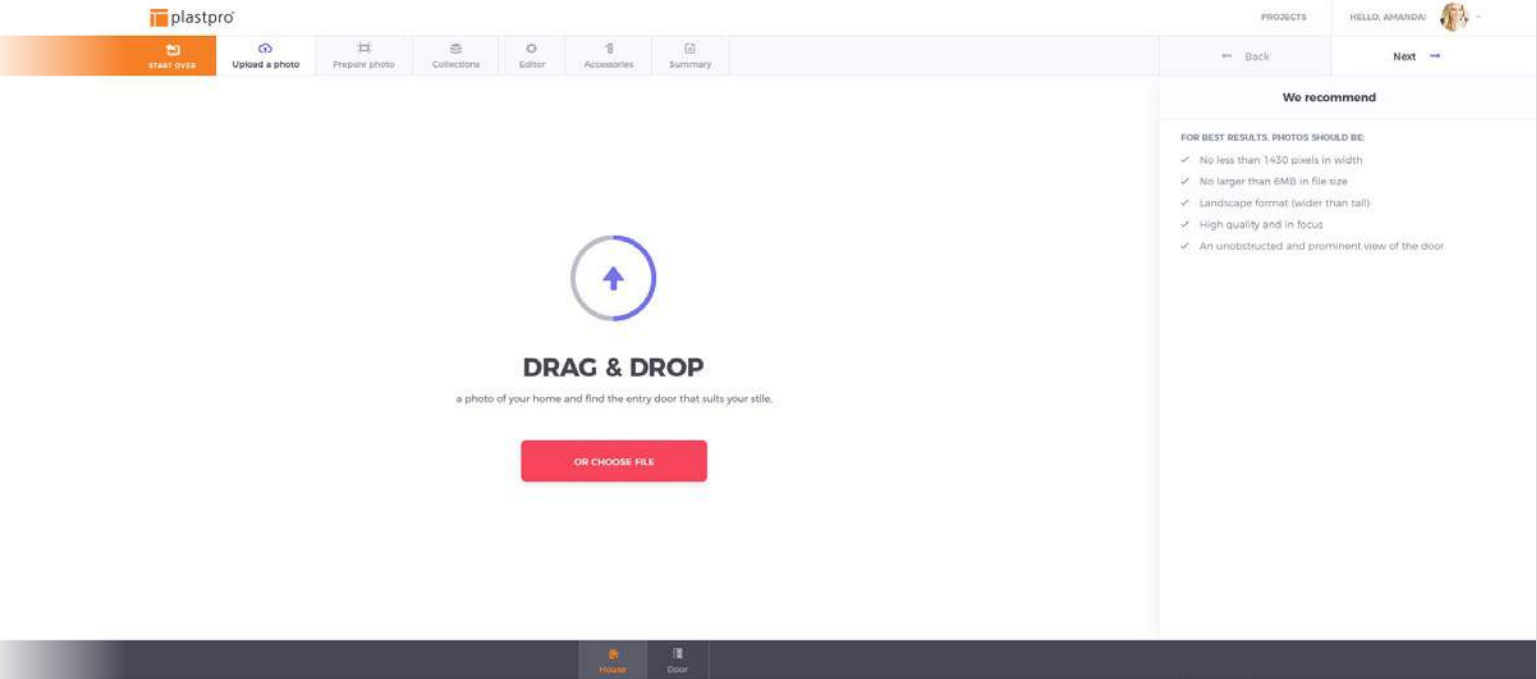 plastpro
PROJECTS
HELLO, AMANDA!
START OVER
Upload a photo
Prepare photo
Collections
Editor
Accessories
Summary
Back
Next
We recommend
FOR BEST RESULTS, PHOTOS SHOULD BE:
No less than 1430 pixels in width
No larger than 6MB in file size
Landscape format (wider than tall)
High quality and in focus
An unobstructed and prominent view of the door
DRAG & DROP
a photo of your home and find the entry door that suits your stile,
OR CHOOSE FILE
House
Door